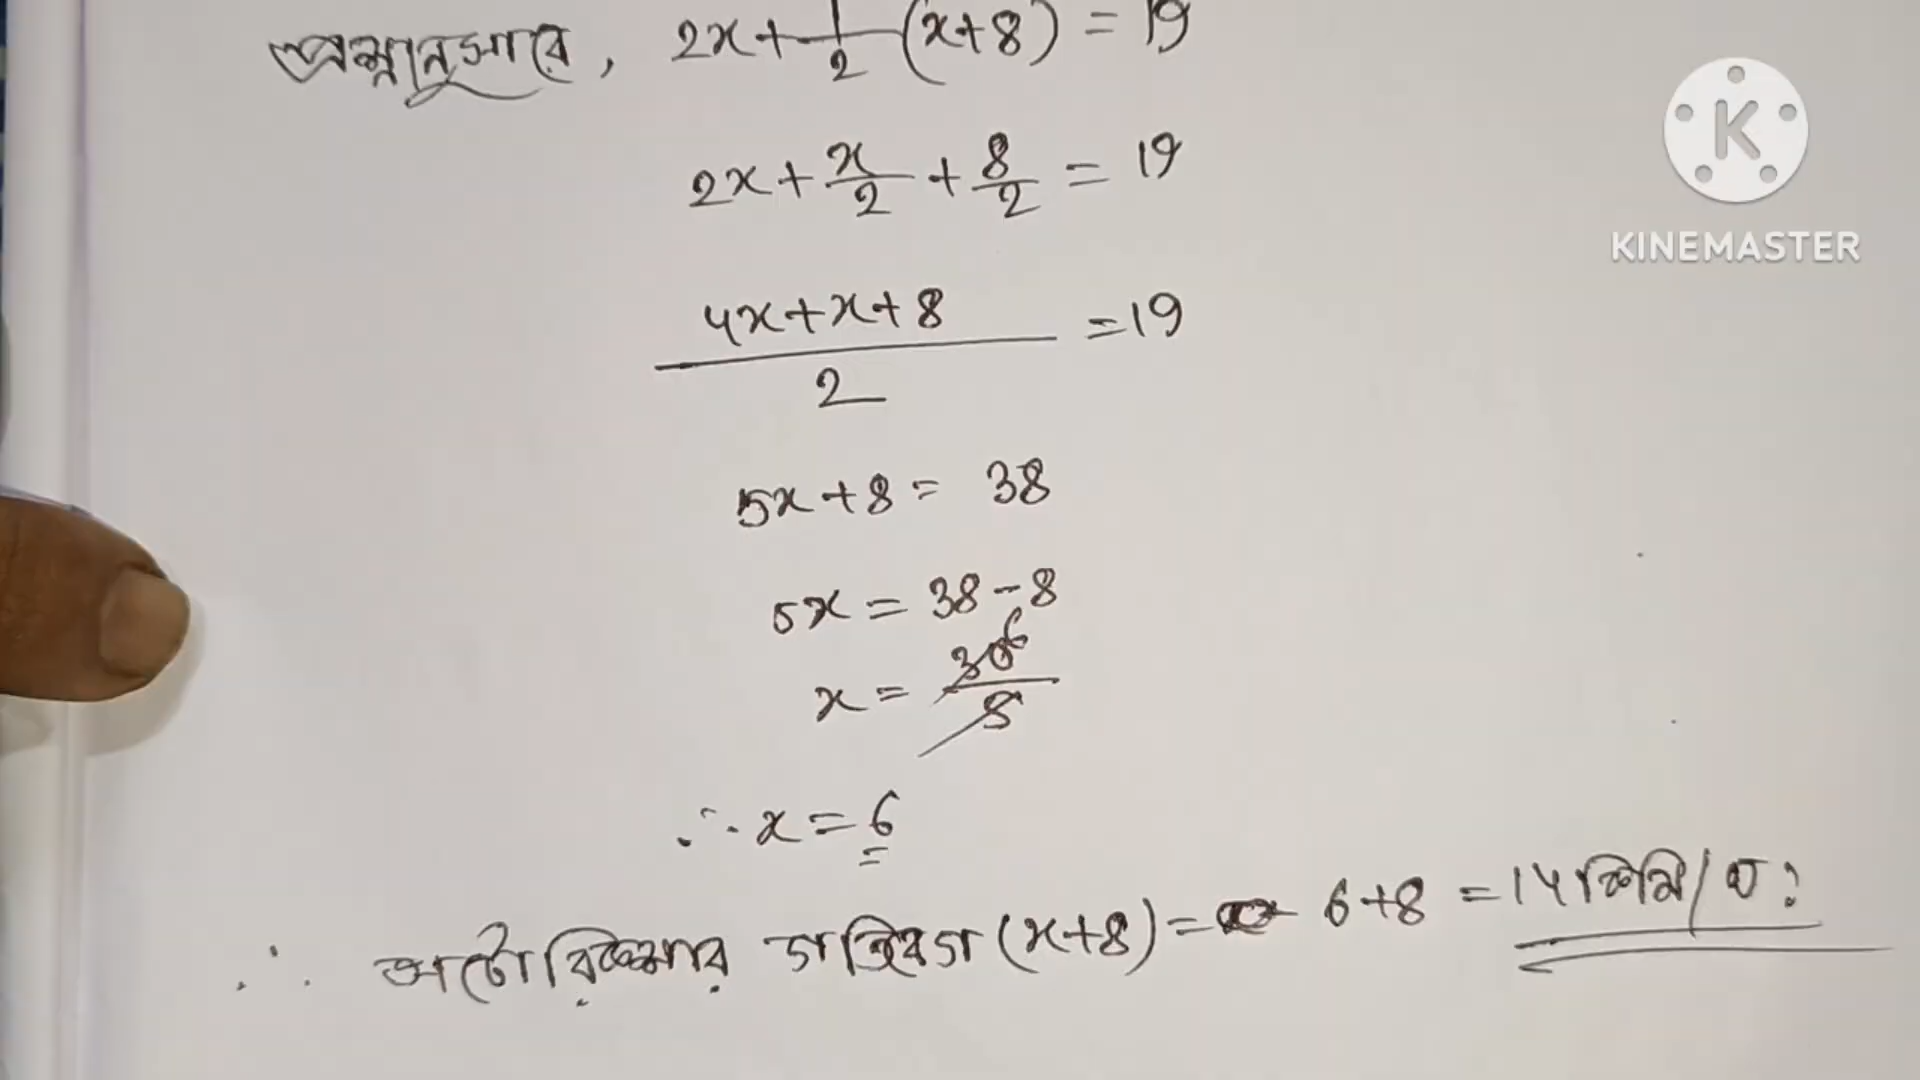 প্রশ্নানুসারে, 2x + 1/2 (x+8) = 19
2x + x/2 + 8/2 = 19
(4x+x+8)/2 = 19
5x+8 = 38
5x = 38-8
x = 30/5 6
∴ x = 6
∴ অটো রিক্সার গতিবেগ (x+8) = 6+8 = 14 কিমি/ঘ:
K
KINEMASTER